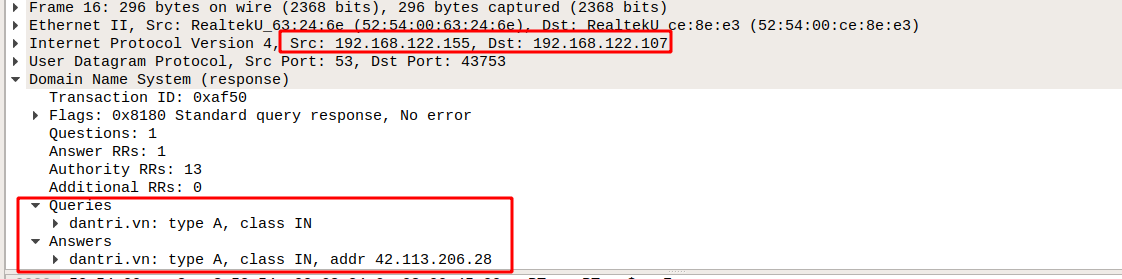 Frame 16: 296 bytes on wire (2368 bits), 296 bytes captured (2368 bits)
Ethernet II, Src: RealtekU_63:24:6e (52:54:00:63:24:6e), Dst: RealtekU_ce:8e:e3 (52:54:00:ce:8e:e3)
Internet Protocol Version 4, Src: 192.168.122.155, Dst: 192.168.122.107
User Datagram Protocol, Src Port: 53, Dst Port: 43753
Domain Name System (response)
Transaction ID: 0xaf50
Flags: 0x8180 Standard query response, No error
Questions: 1
Answer RRs: 1
Authority RRs: 13
Additional RRs: 0
Queries
dantri.vn: type A, class IN
Answers
dantri.vn: type A, class IN, addr 42.113.206.28